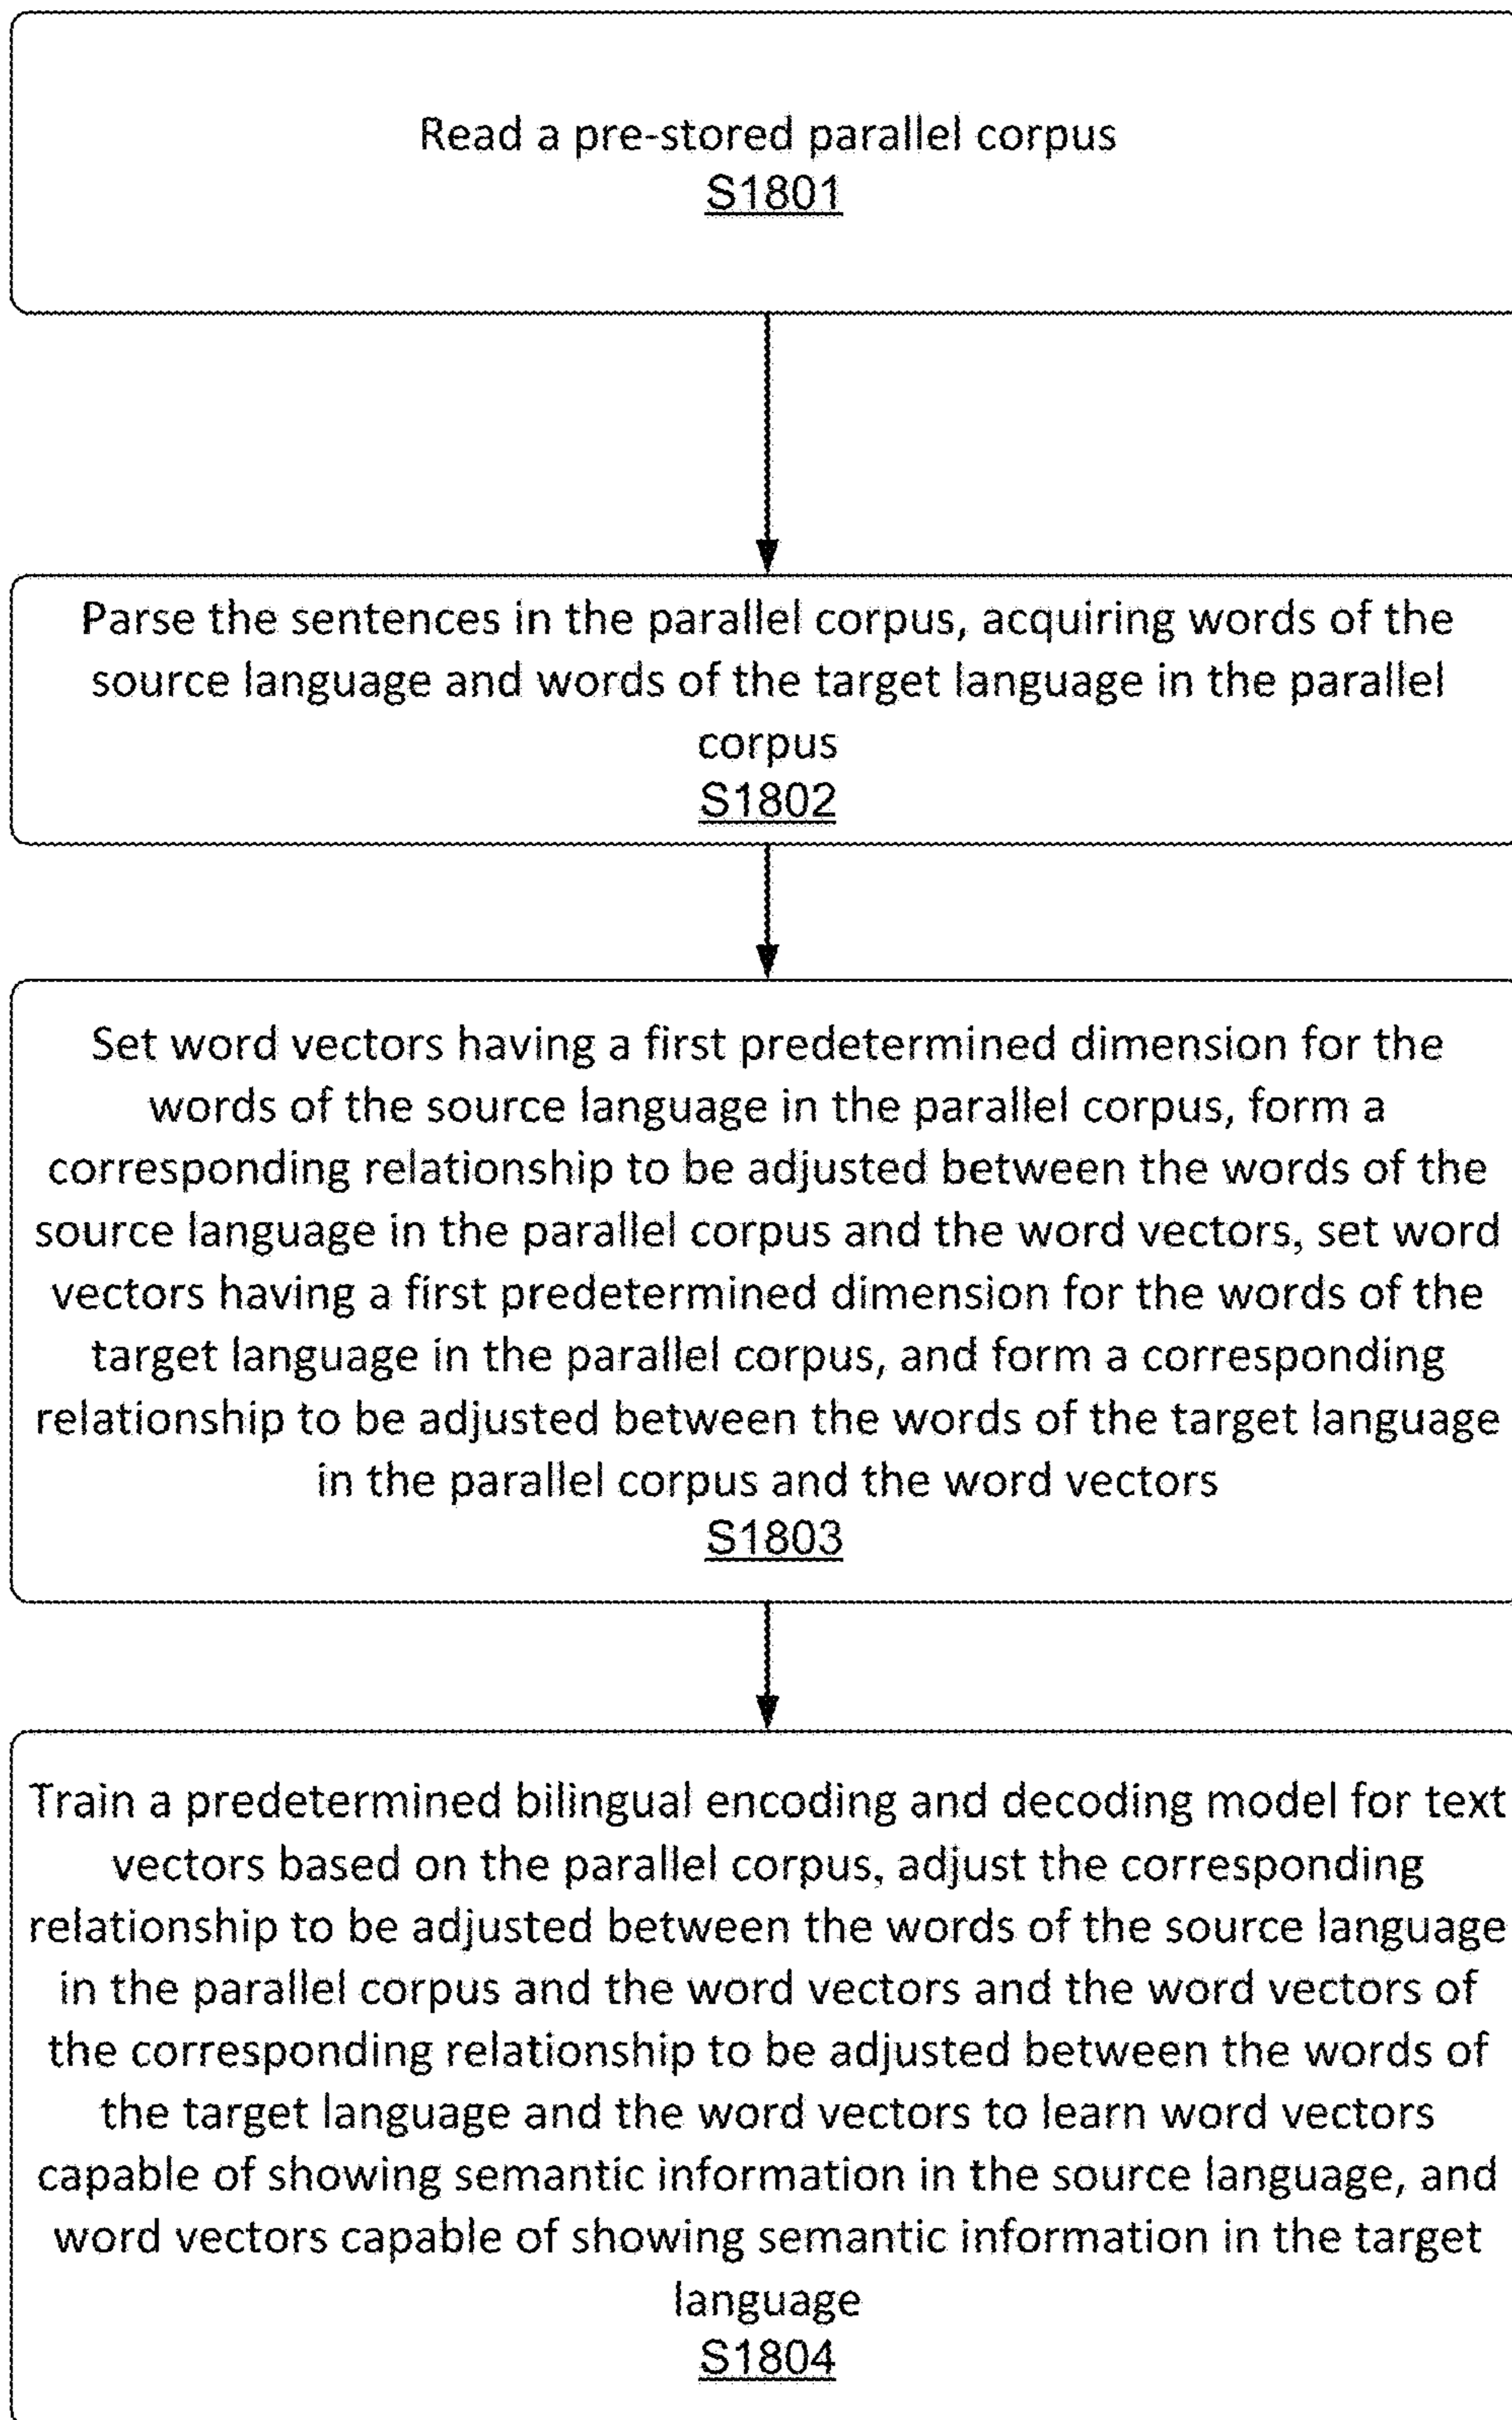 Read a pre-stored parallel corpus
S1801
Parse the sentences in the parallel corpus, acquiring words of the
source language and words of the target language in the parallel
corpus
S1802
Set word vectors having a first predetermined dimension for the
words of the source language in the parallel corpus, form a
corresponding relationship to be adjusted between the words of the
source language in the parallel corpus and the word vectors, set word
vectors having a first predetermined dimension for the words of the
target language in the parallel corpus, and form a corresponding
relationship to be adjusted between the words of the target language
in the parallel corpus and the word vectors
S1803
Train a predetermined bilingual encoding and decoding model for text
vectors based on the parallel corpus, adjust the corresponding
relationship to be adjusted between the words of the source language
in the parallel corpus and the word vectors and the word vectors of
the corresponding relationship to be adjusted between the words of
the target language and the word vectors to learn word vectors
capable of showing semantic information in the source language, and
word vectors capable of showing semantic information in the target
language
S1804